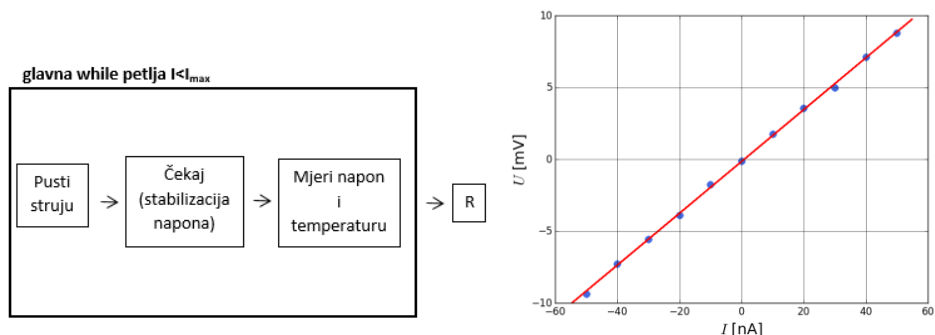 glavna while petlja I<Imax
Pusti
struju
Čekaj
(stabilizacija
napona)
Mjeri napon
i
temperaturu
R
10
5
0
−5
−10
U [mV]
−60
−40
−20
0
20
40
60
I [nA]